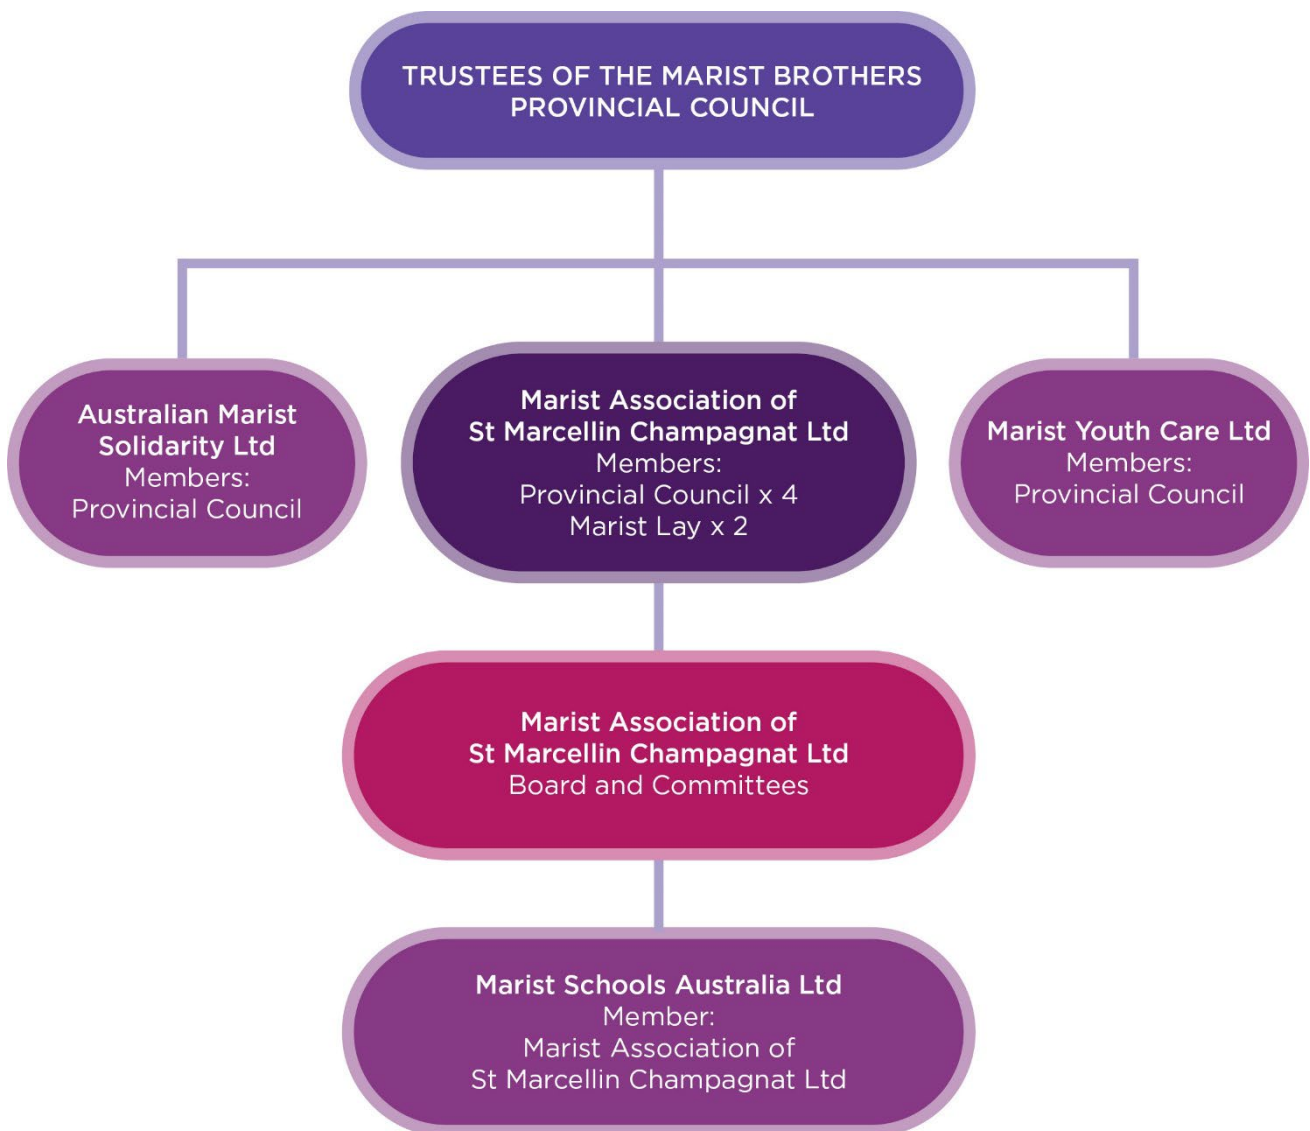 TRUSTEES OF THE MARIST BROTHERS
PROVINCIAL COUNCIL
Australian Marist
Solidarity Ltd
Members:
Provincial Council
Marist Association of
St Marcellin Champagnat Ltd
Members:
Provincial Council x 4
Marist Lay x 2
Marist Youth Care Ltd
Members:
Provincial Council
Marist Association of
St Marcellin Champagnat Ltd
Board and Committees
Marist Schools Australia Ltd
Member:
Marist Association of
St Marcellin Champagnat Ltd